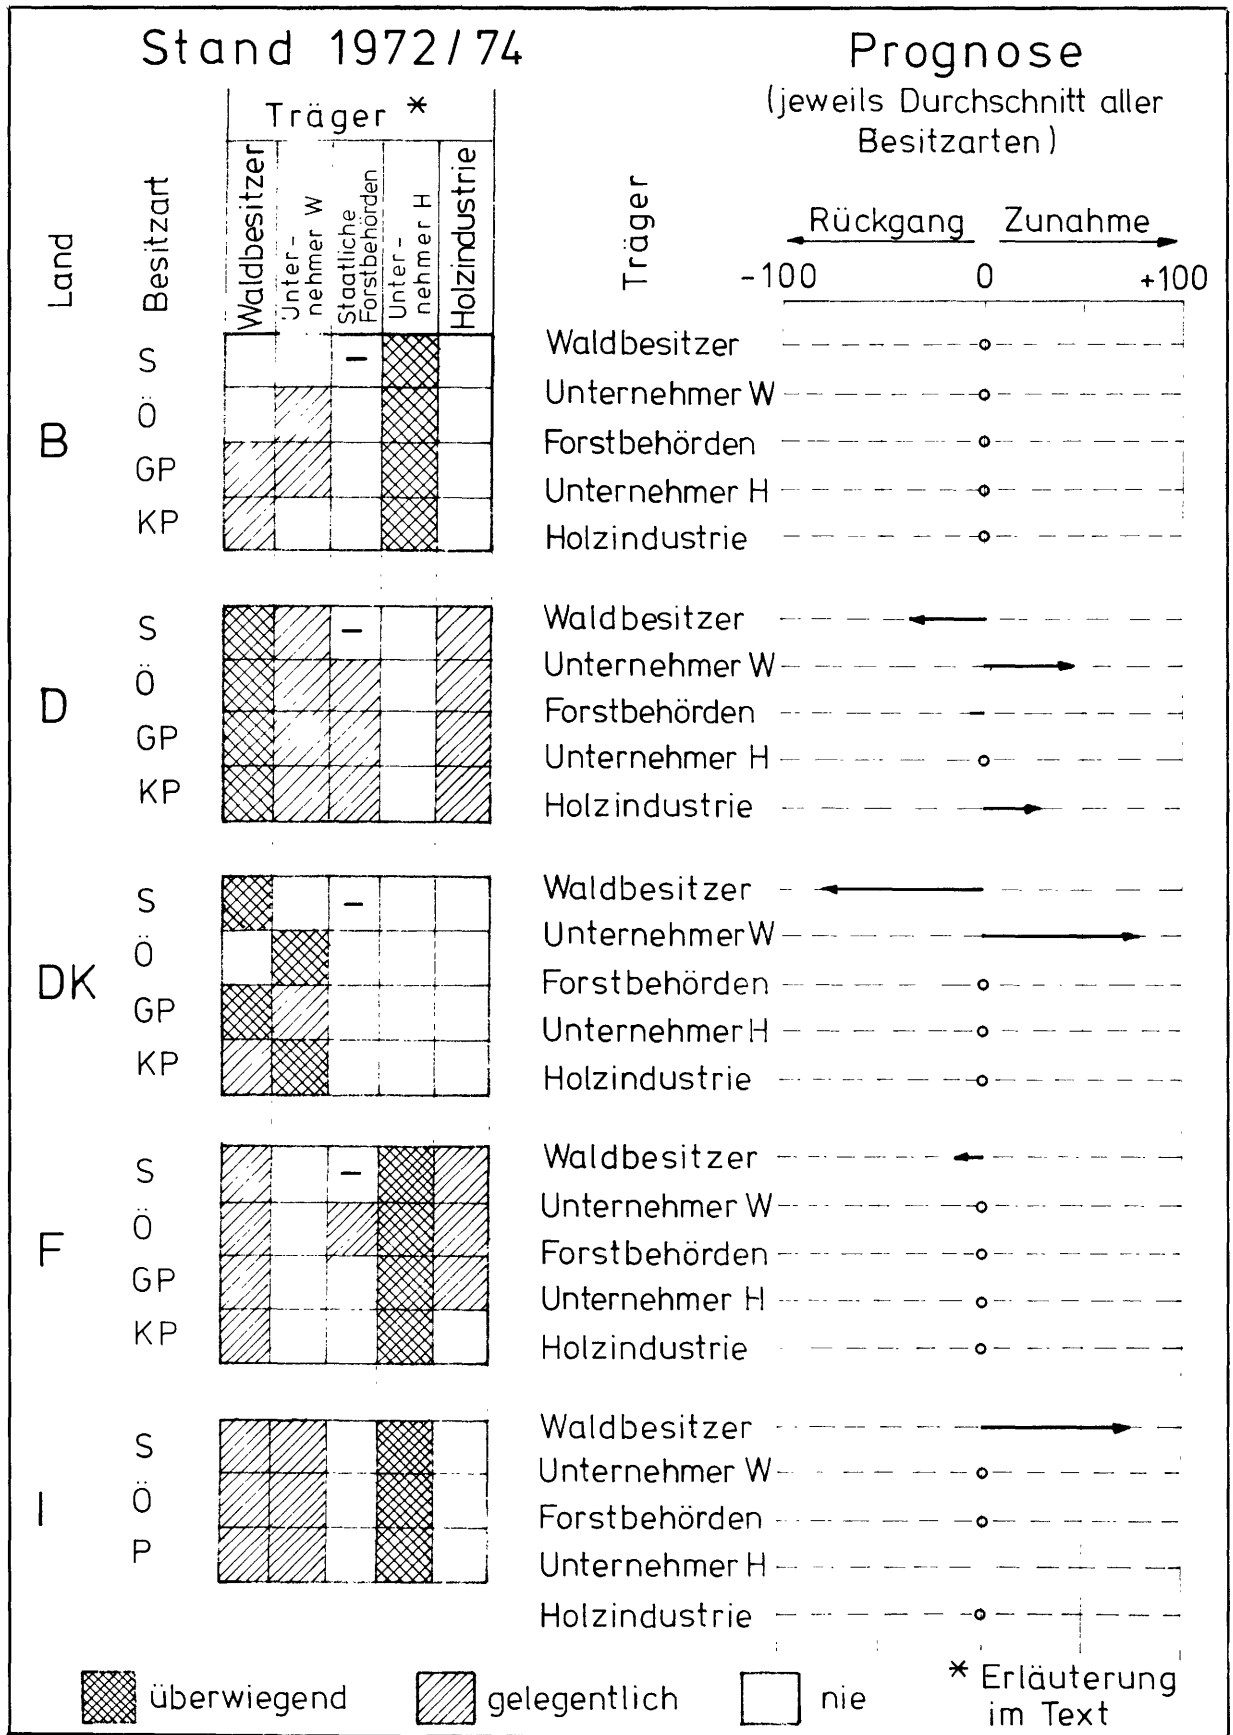 Stand 1972/74
Prognose
(jeweils Durchschnitt aller
Besitzarten)
Träger *
Land
Besitzart
Waldbesitzer
Unter-
nehmer W
Staatliche
Forstbehörden
Unter-
nehmer H
Holzindustrie
Träger
Rückgang
Zunahme
-100
0
+100
B
S
Ö
GP
KP
–
Waldbesitzer
Unternehmer W
Forstbehörden
Unternehmer H
Holzindustrie
D
S
Ö
GP
KP
–
Waldbesitzer
Unternehmer W
Forstbehörden
Unternehmer H
Holzindustrie
DK
S
Ö
GP
KP
–
Waldbesitzer
Unternehmer W
Forstbehörden
Unternehmer H
Holzindustrie
F
S
Ö
GP
KP
–
Waldbesitzer
Unternehmer W
Forstbehörden
Unternehmer H
Holzindustrie
I
S
Ö
P
Waldbesitzer
Unternehmer W
Forstbehörden
Unternehmer H
Holzindustrie
überwiegend
gelegentlich
nie
* Erläuterung
im Text